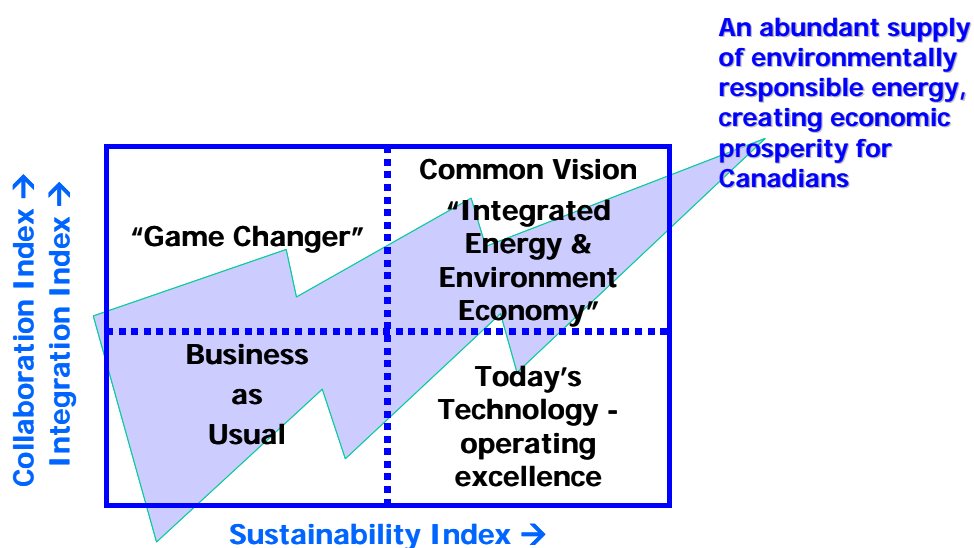 An abundant supply
of environmentally
responsible energy,
creating economic
prosperity for
Canadians
Common Vision
“Integrated
Energy &
Environment
Economy”
“Game Changer”
Business
as
Usual
Today’s
Technology -
operating
excellence
Collaboration Index →
Integration Index →
Sustainability Index →